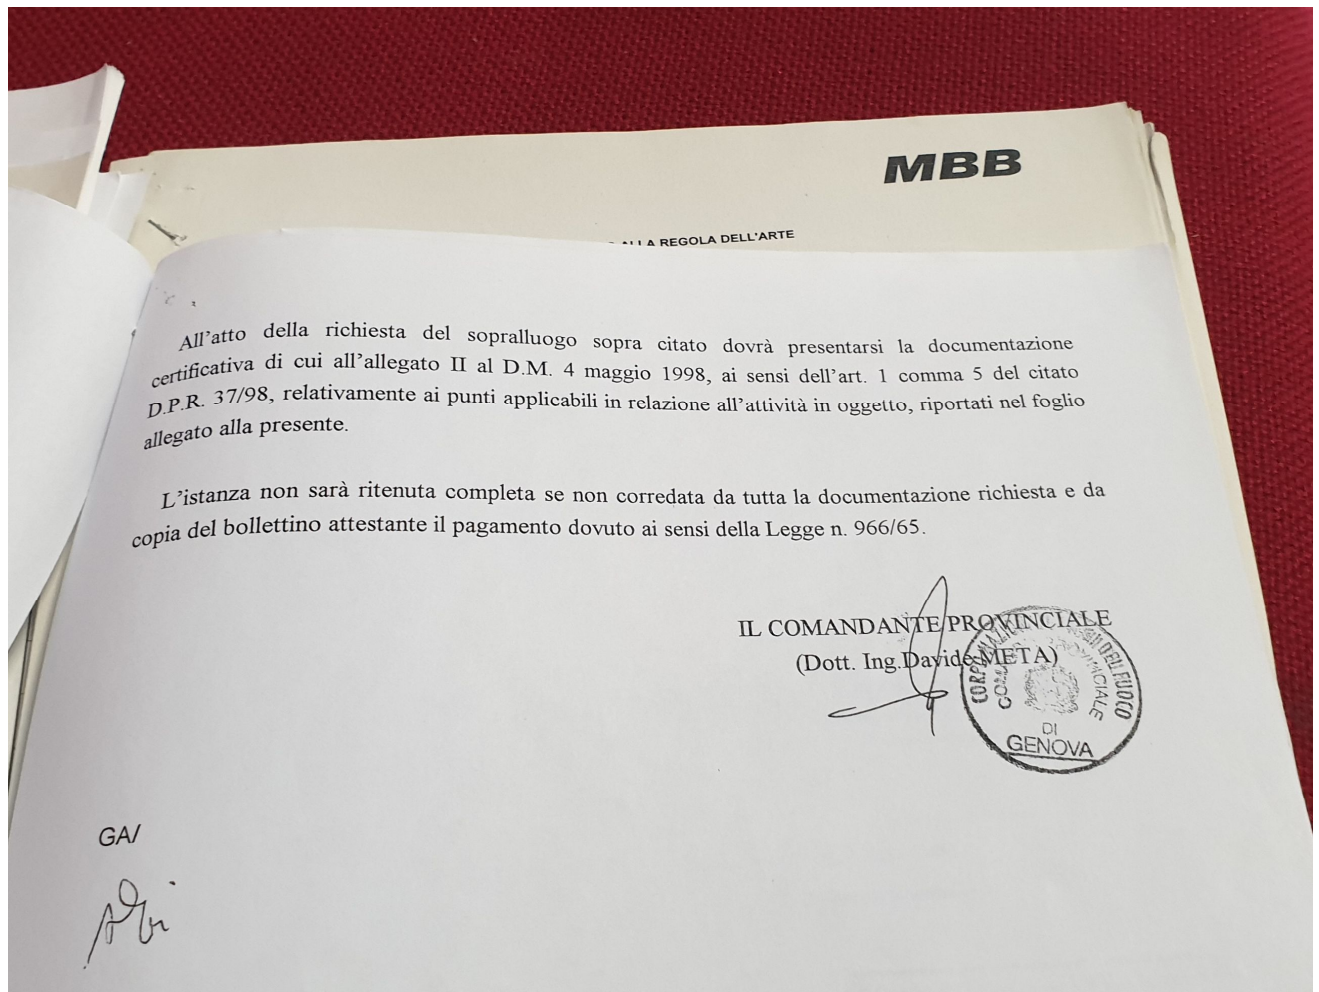 MBB
ALLA REGOLA DELL'ARTE
All'atto della richiesta del sopralluogo sopra citato dovrà presentarsi la documentazione
certificativa di cui all'allegato II al D.M. 4 maggio 1998, ai sensi dell'art. 1 comma 5 del citato
D.P.R. 37/98, relativamente ai punti applicabili in relazione all'attività in oggetto, riportati nel foglio
allegato alla presente.
L'istanza non sarà ritenuta completa se non corredata da tutta la documentazione richiesta e da
copia del bollettino attestante il pagamento dovuto ai sensi della Legge n. 966/65.
IL COMANDANTE PROVINCIALE
(Dott. Ing.Davide META)
DEL FUOCO
DI
GENOVA
GA/